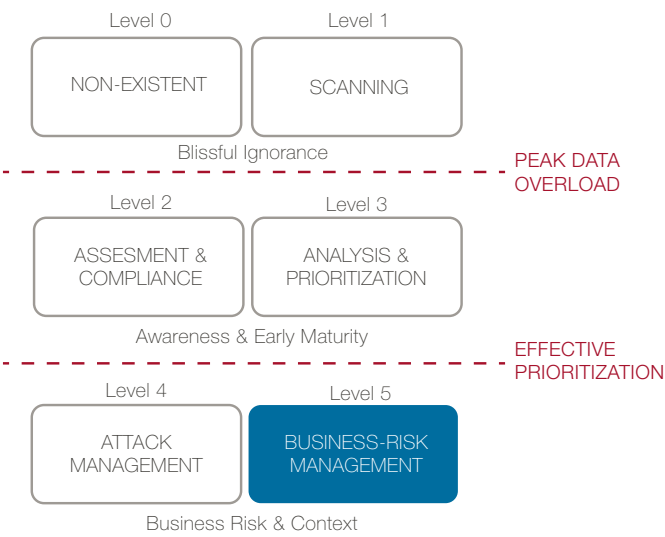 Level 0
Level 1
NON-EXISTENT
SCANNING
Blissful Ignorance
PEAK DATA
OVERLOAD
Level 2
Level 3
ASSESMENT &
COMPLIANCE
ANALYSIS &
PRIORITIZATION
Awareness & Early Maturity
EFFECTIVE
PRIORITIZATION
Level 4
Level 5
ATTACK
MANAGEMENT
BUSINESS-RISK
MANAGEMENT
Business Risk & Context